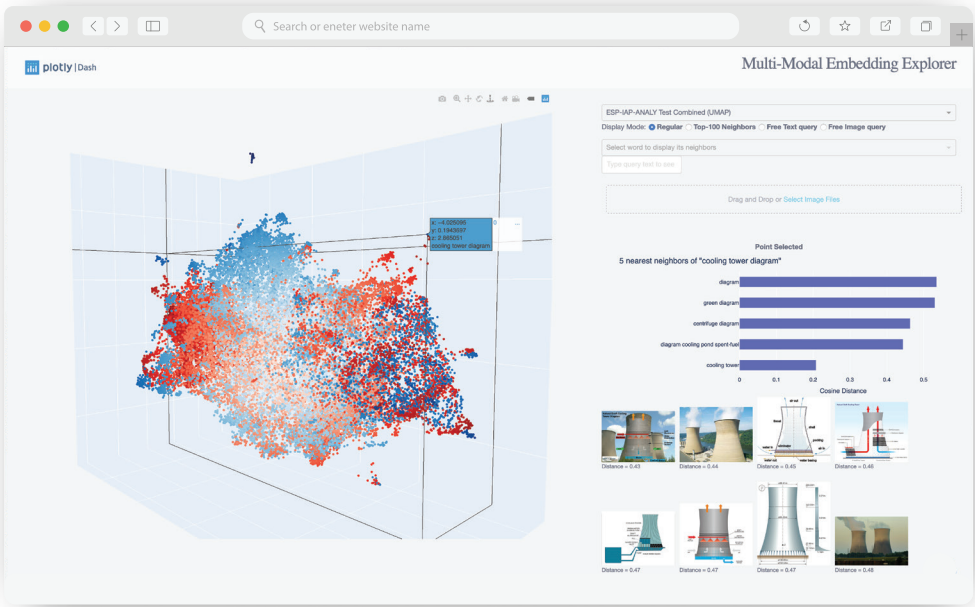 Search or eneter website name
plotly | Dash
Multi-Modal Embedding Explorer
ESP-IAP-ANALY Test Combined (UMAP)
Display Mode: Regular Top-100 Neighbors Free Text query Free Image query
Select word to display its neighbors
Type query text to see
Drag and Drop or Select Image Files
x: −4.025095
y: 0.1843537
z: 2.565051
cooling tower diagram
Point Selected
5 nearest neighbors of "cooling tower diagram"
diagram
green diagram
centrifuge diagram
diagram cooling pond spent-fuel
cooling tower
0 0.1 0.2 0.3 0.4 0.5
Cosine Distance
Distance = 0.43
Distance = 0.44
Distance = 0.45
Distance = 0.46
Distance = 0.47
Distance = 0.47
Distance = 0.47
Distance = 0.48